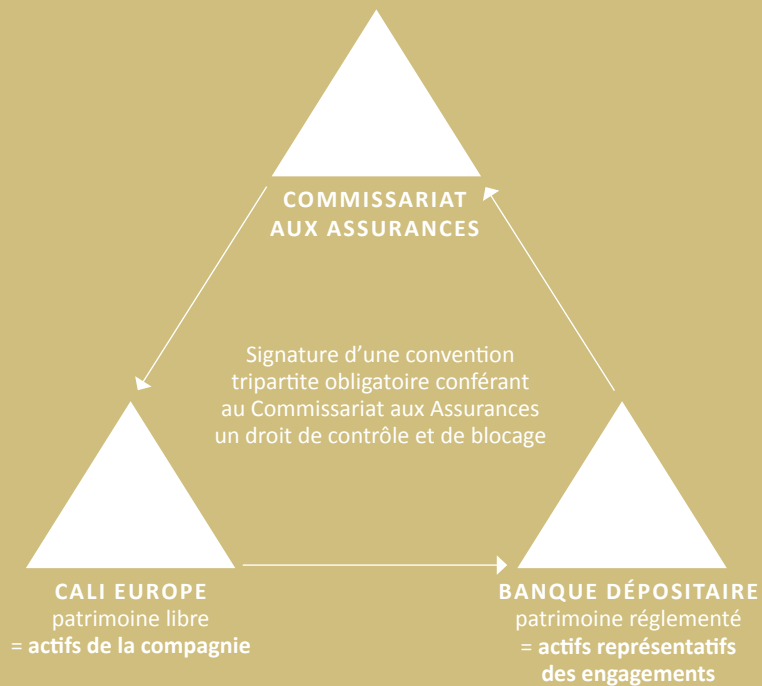 COMMISSARIAT
AUX ASSURANCES
Signature d’une convention
tripartite obligatoire conférant
au Commissariat aux Assurances
un droit de contrôle et de blocage
CALI EUROPE
patrimoine libre
= actifs de la compagnie
BANQUE DÉPOSITAIRE
patrimoine réglementé
= actifs représentatifs
des engagements